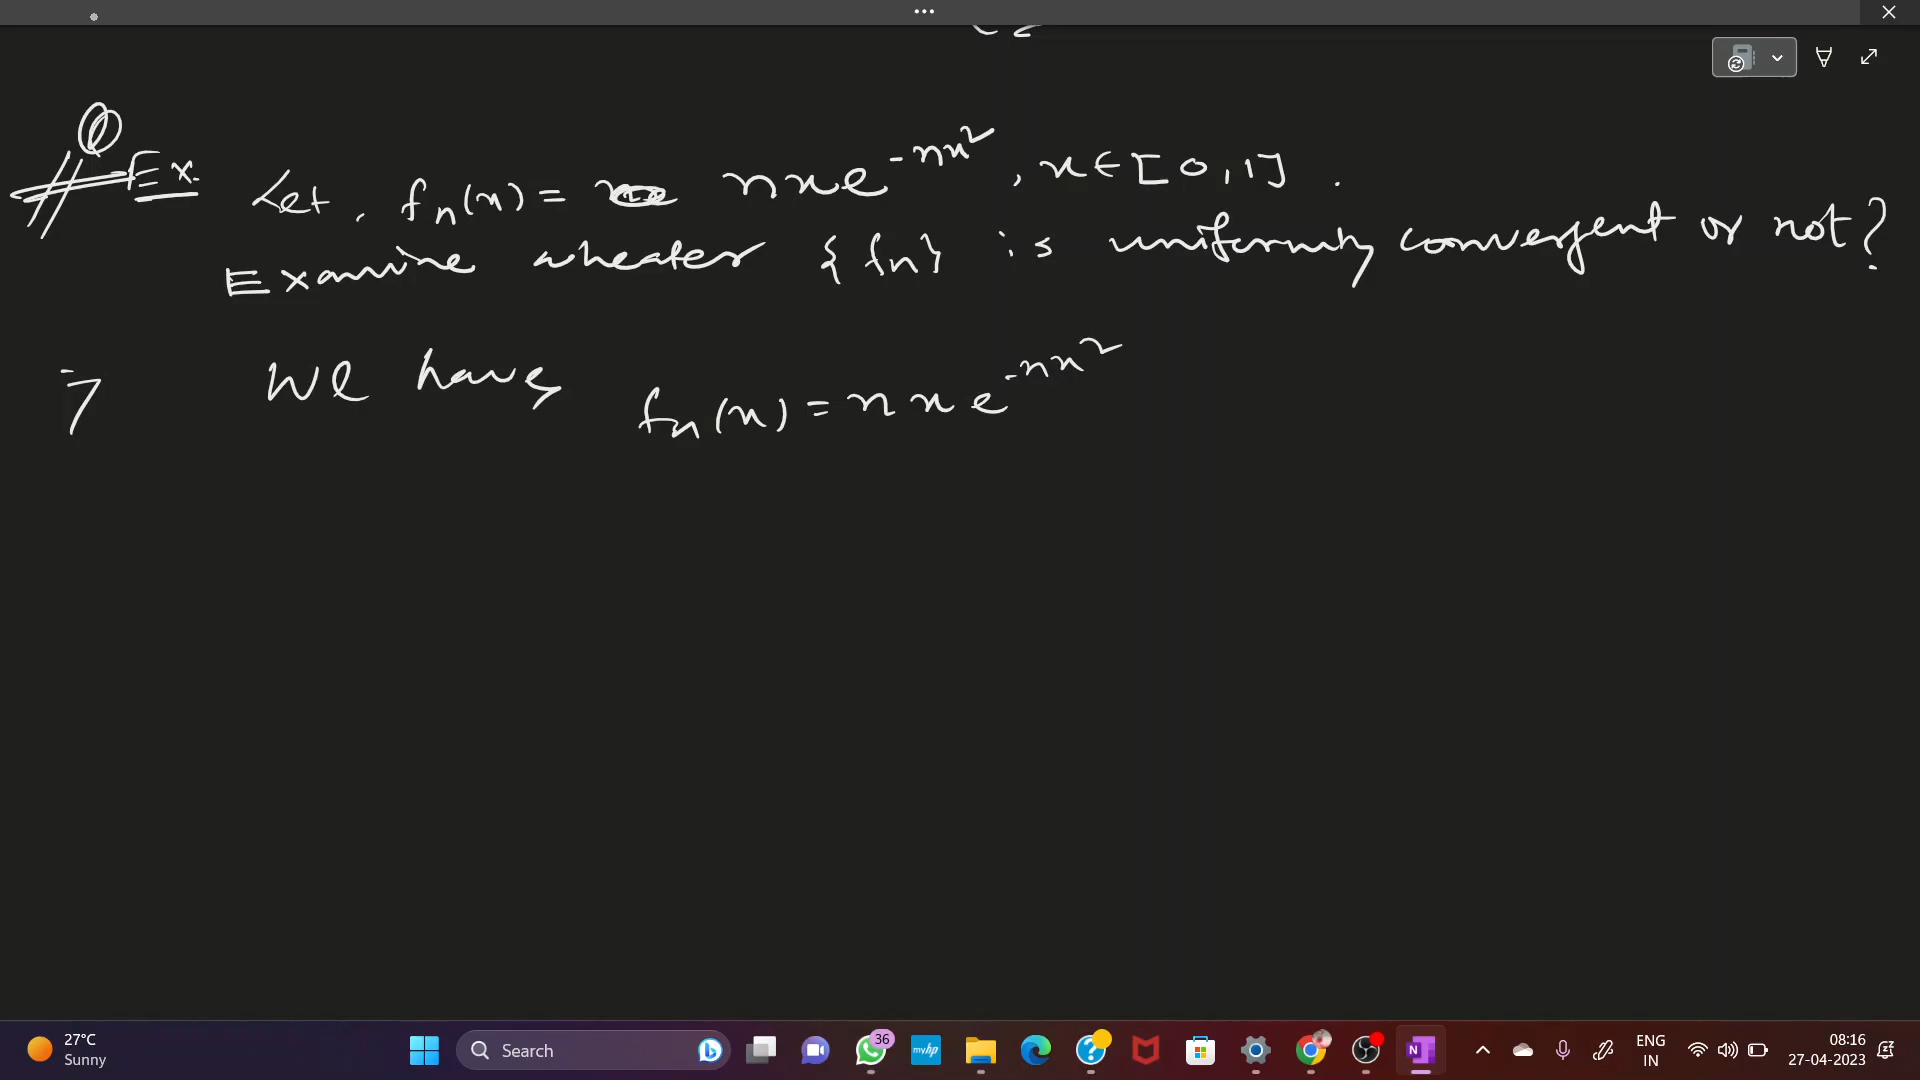 Q
Ex. Let, fn(x) = nxe^-nx², x∈[0,1].
Examine wheater {fn} is uniformly convergent or not?
We have fn(x) = nxe^-nx²
27°C
Sunny
Search
36
myhp
N
ENG
IN
08:16
27-04-2023